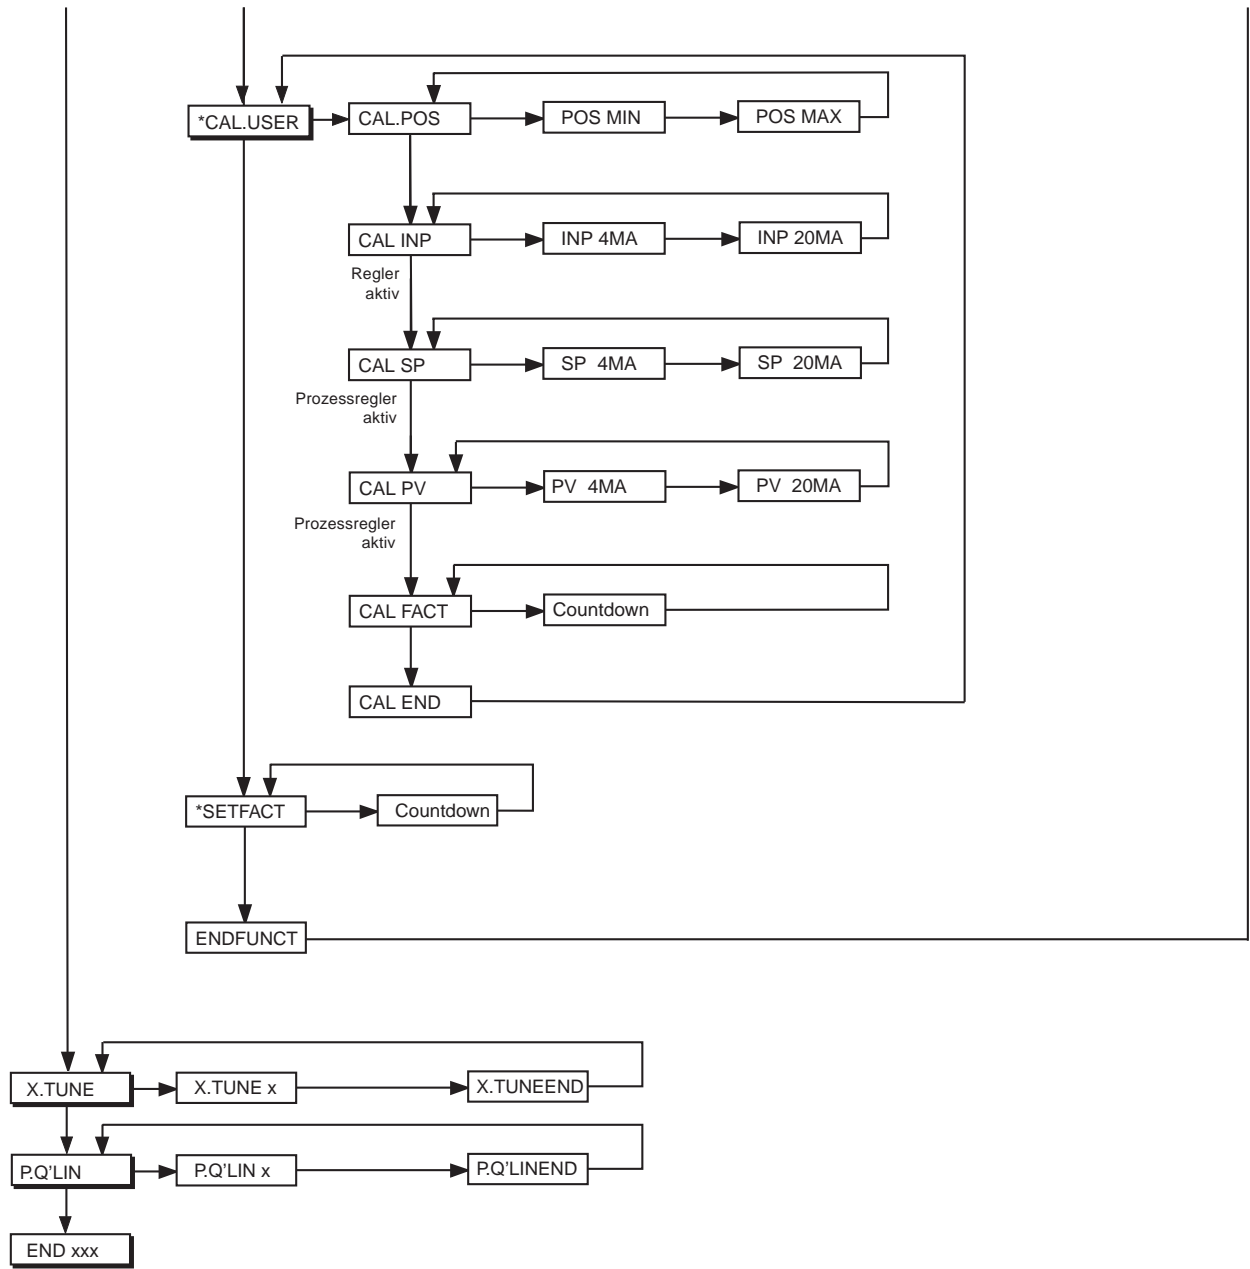 *CAL.USER
CAL.POS
POS MIN
POS MAX
CAL INP
INP 4MA
INP 20MA
Regler
aktiv
CAL SP
SP 4MA
SP 20MA
Prozessregler
aktiv
CAL PV
PV 4MA
PV 20MA
Prozessregler
aktiv
CAL FACT
Countdown
CAL END
*SETFACT
Countdown
ENDFUNCT
X.TUNE
X.TUNE x
X.TUNEEND
P.Q’LIN
P.Q’LIN x
P.Q’LINEND
END xxx